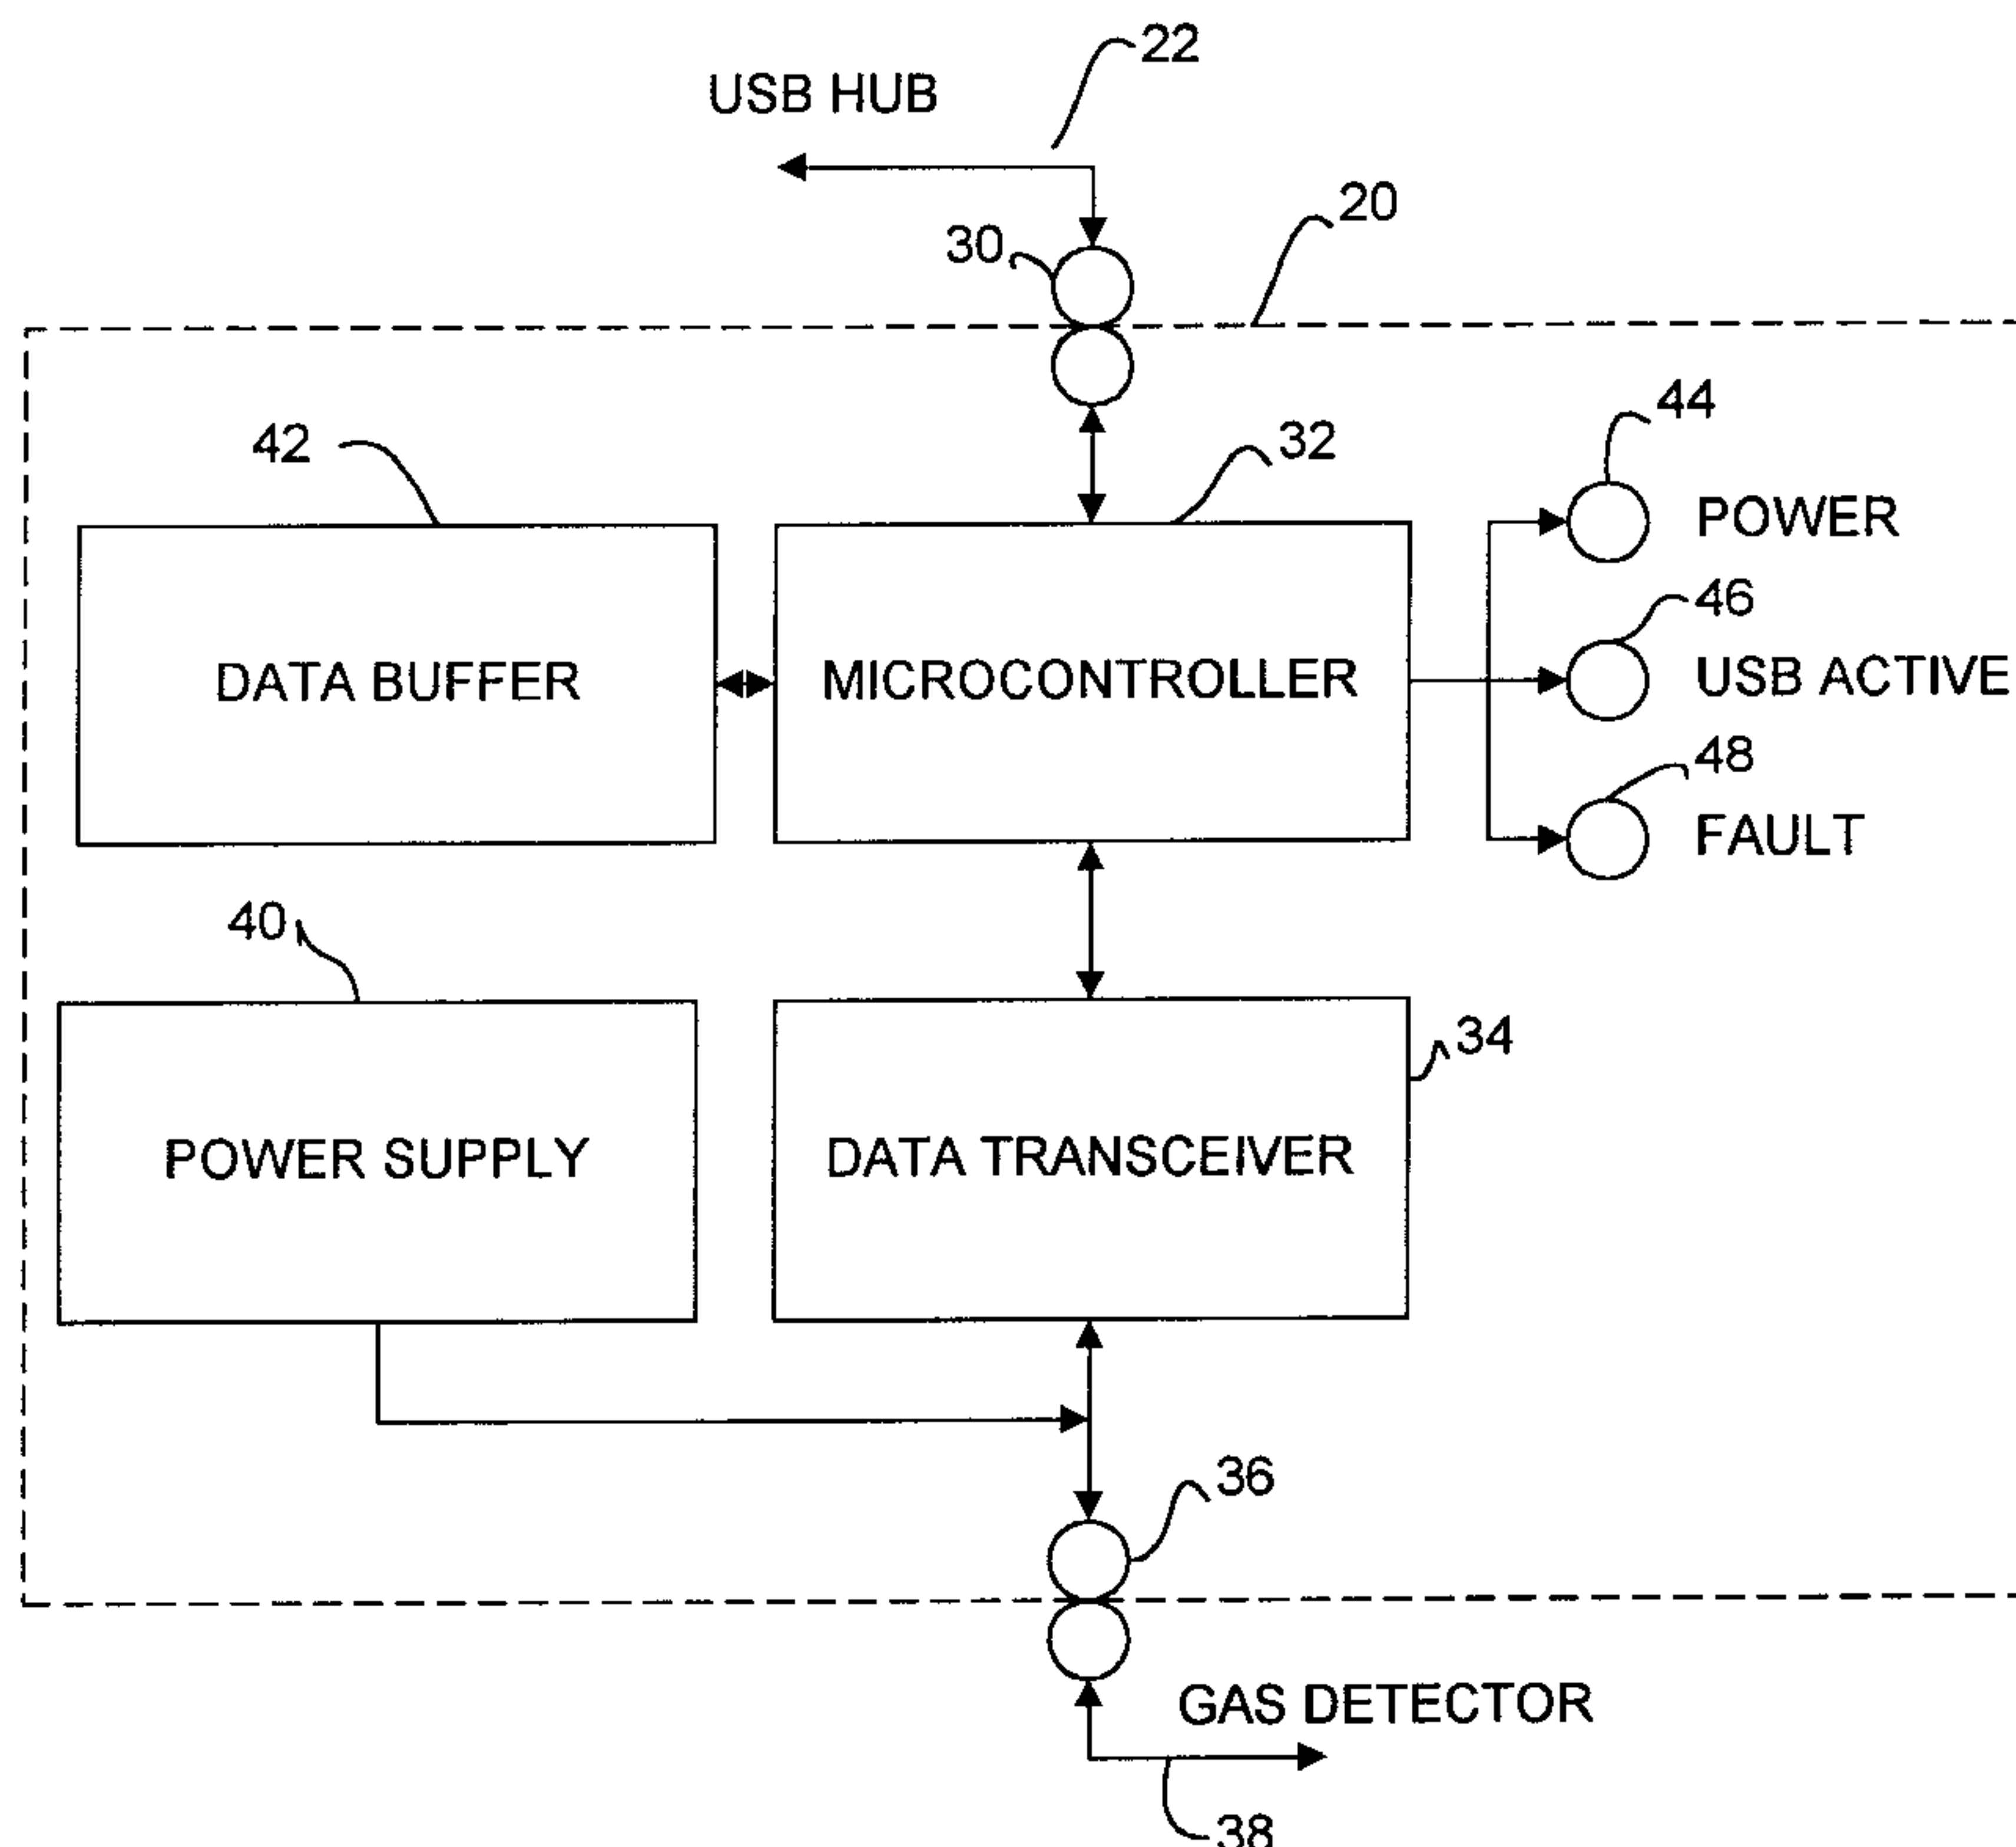 22
USB HUB
20
30
44
42
32
POWER
46
DATA BUFFER
MICROCONTROLLER
USB ACTIVE
48
FAULT
40
34
POWER SUPPLY
DATA TRANSCEIVER
36
GAS DETECTOR
38